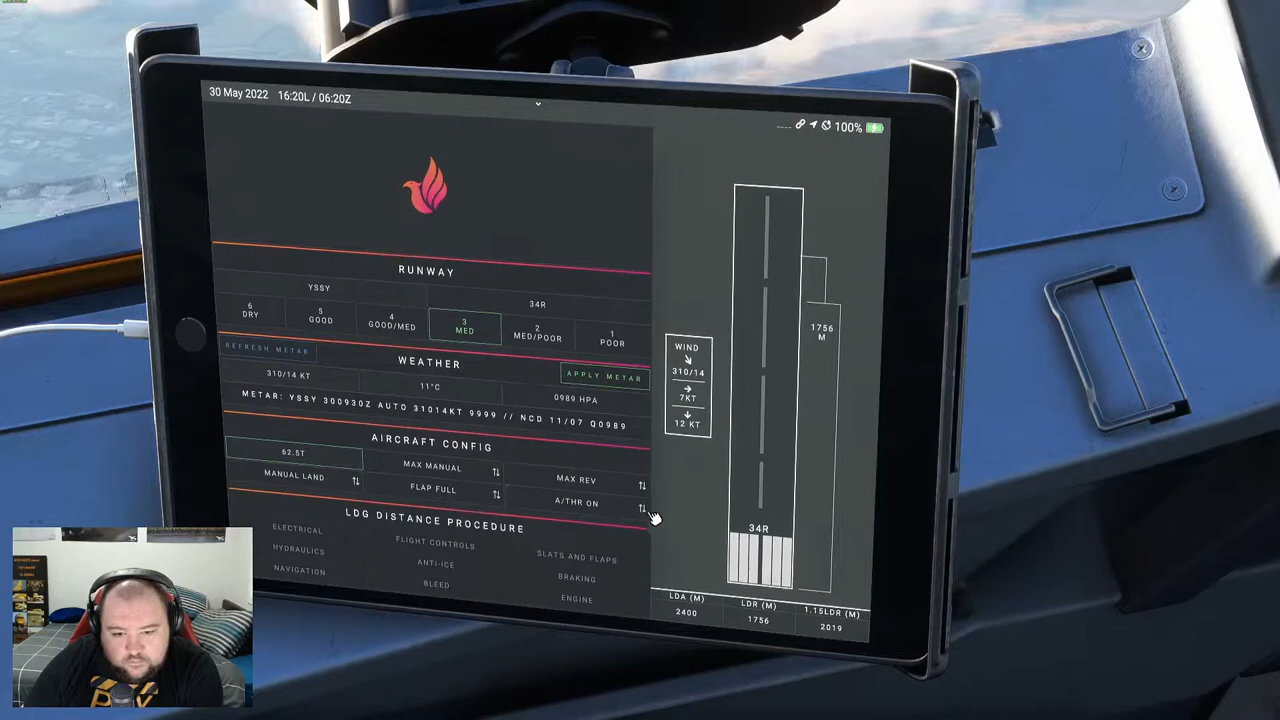 30 May 2022 16:20L / 06:20Z
100%
RUNWAY
YSSY
34R
6 DRY
5 GOOD
4 GOOD/MED
3 MED
2 MED/POOR
1 POOR
REFRESH METAR
WEATHER
APPLY METAR
310/14 KT
11°C
0989 HPA
METAR: YSSY 300930Z AUTO 31014KT 9999 // NCD 11/07 Q0989
AIRCRAFT CONFIG
62.5T
MAX MANUAL
MAX REV
MANUAL LAND
FLAP FULL
A/THR ON
LDG DISTANCE PROCEDURE
ELECTRICAL
FLIGHT CONTROLS
SLATS AND FLAPS
HYDRAULICS
ANTI-ICE
BRAKING
NAVIGATION
BLEED
ENGINE
WIND
310/14
7KT
12 KT
1756
M
34R
LDA (M)
LDR (M)
1.15LDR (M)
2400
1756
2019